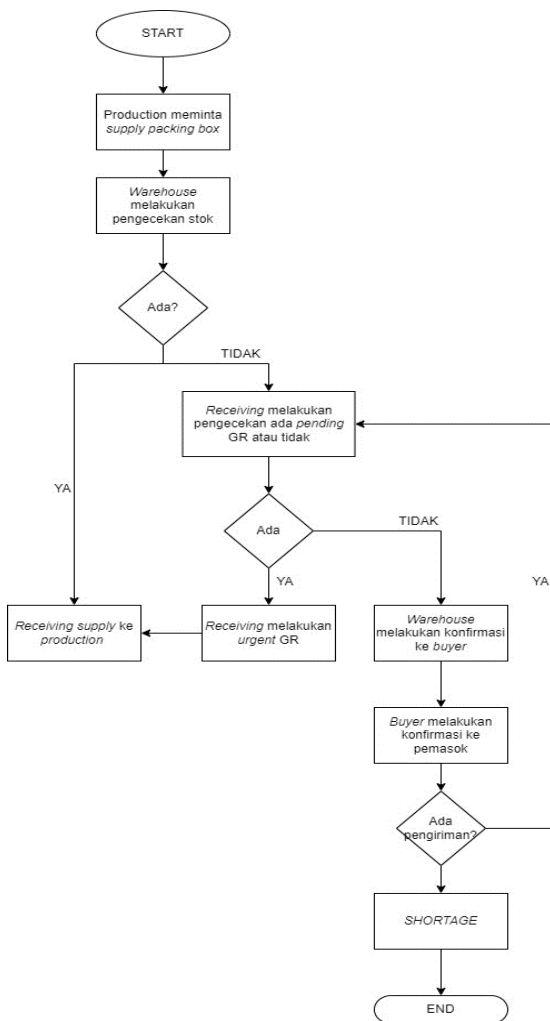 START
Production meminta
supply packing box
Warehouse
melakukan
pengecekan stok
Ada?
TIDAK
Receiving melakukan
pengecekan ada pending
GR atau tidak
YA
Ada
TIDAK
YA
YA
Receiving supply ke
production
Receiving melakukan
urgent GR
Warehouse
melakukan konfirmasi
ke buyer
Buyer melakukan
konfirmasi ke
pemasok
Ada
pengiriman?
SHORTAGE
END